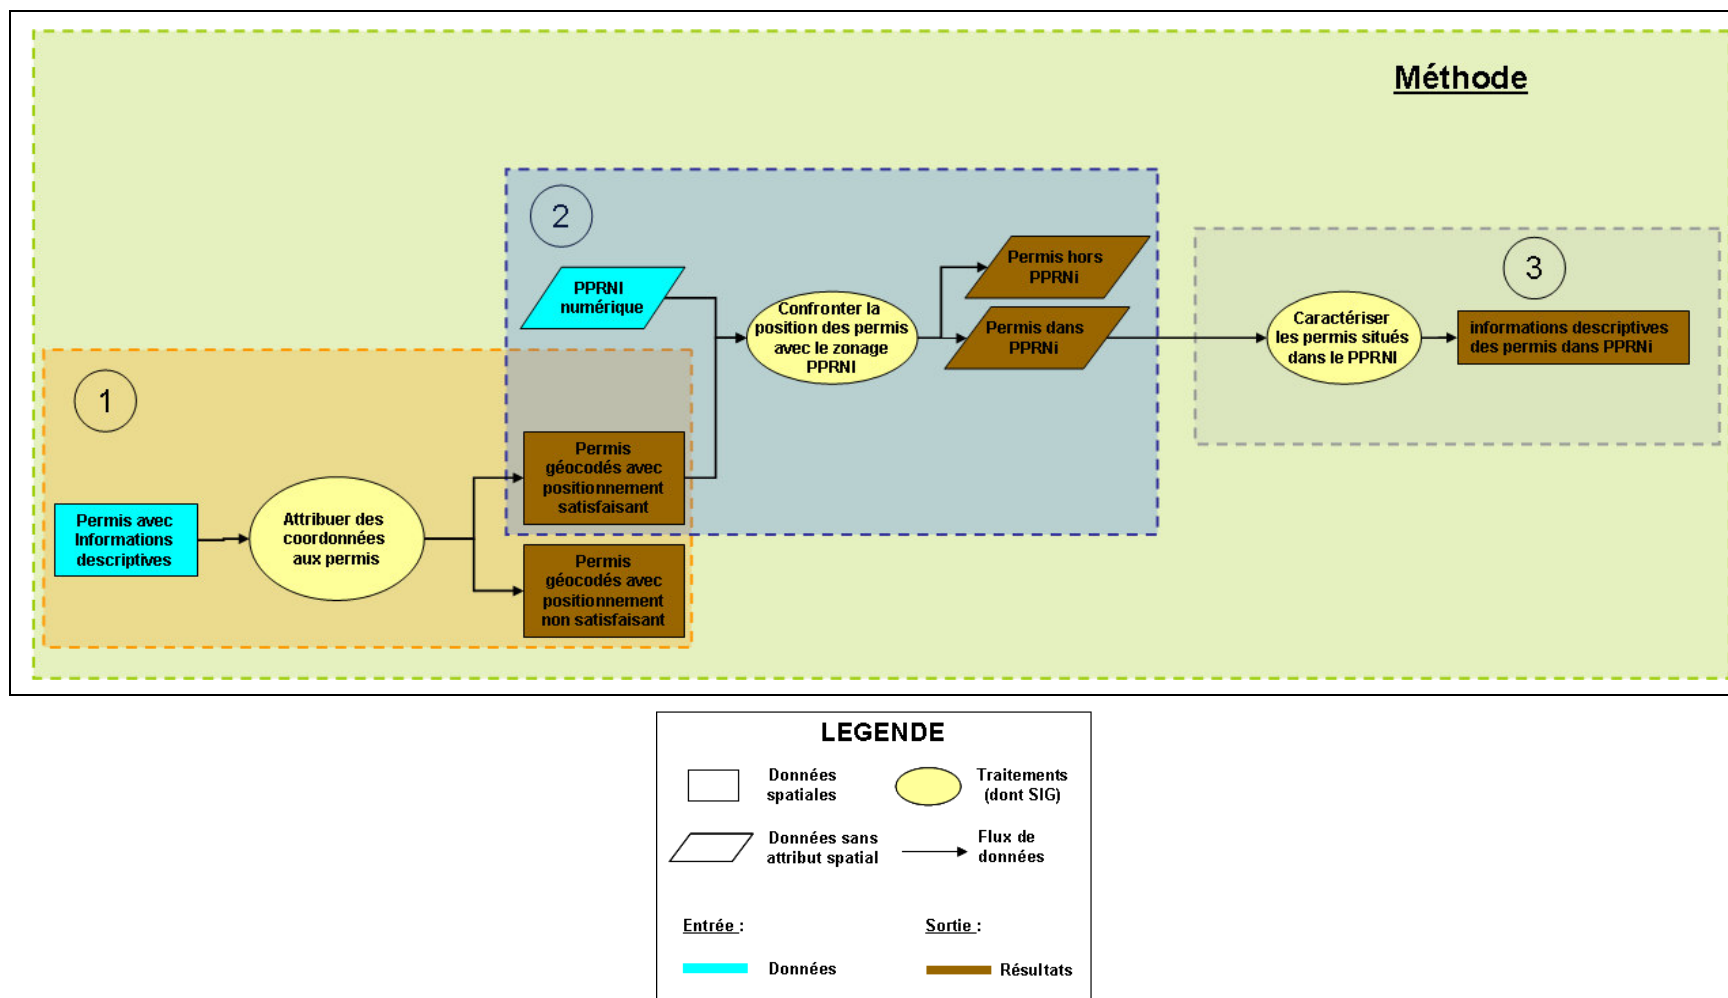 Méthode
2
PPRNI
numérique
Confronter la
position des permis
avec le zonage
PPRNI
Permis hors
PPRNi
Permis dans
PPRNi
3
Caractériser
les permis situés
dans le PPRNI
informations descriptives
des permis dans PPRNi
1
Permis avec
Informations
descriptives
Attribuer des
coordonnées
aux permis
Permis
géocodés avec
positionnement
satisfaisant
Permis
géocodés avec
positionnement
non satisfaisant
LEGENDE
Données
spatiales
Traitements
(dont SIG)
Données sans
attribut spatial
Flux de
données
Entrée :
Sortie :
Données
Résultats